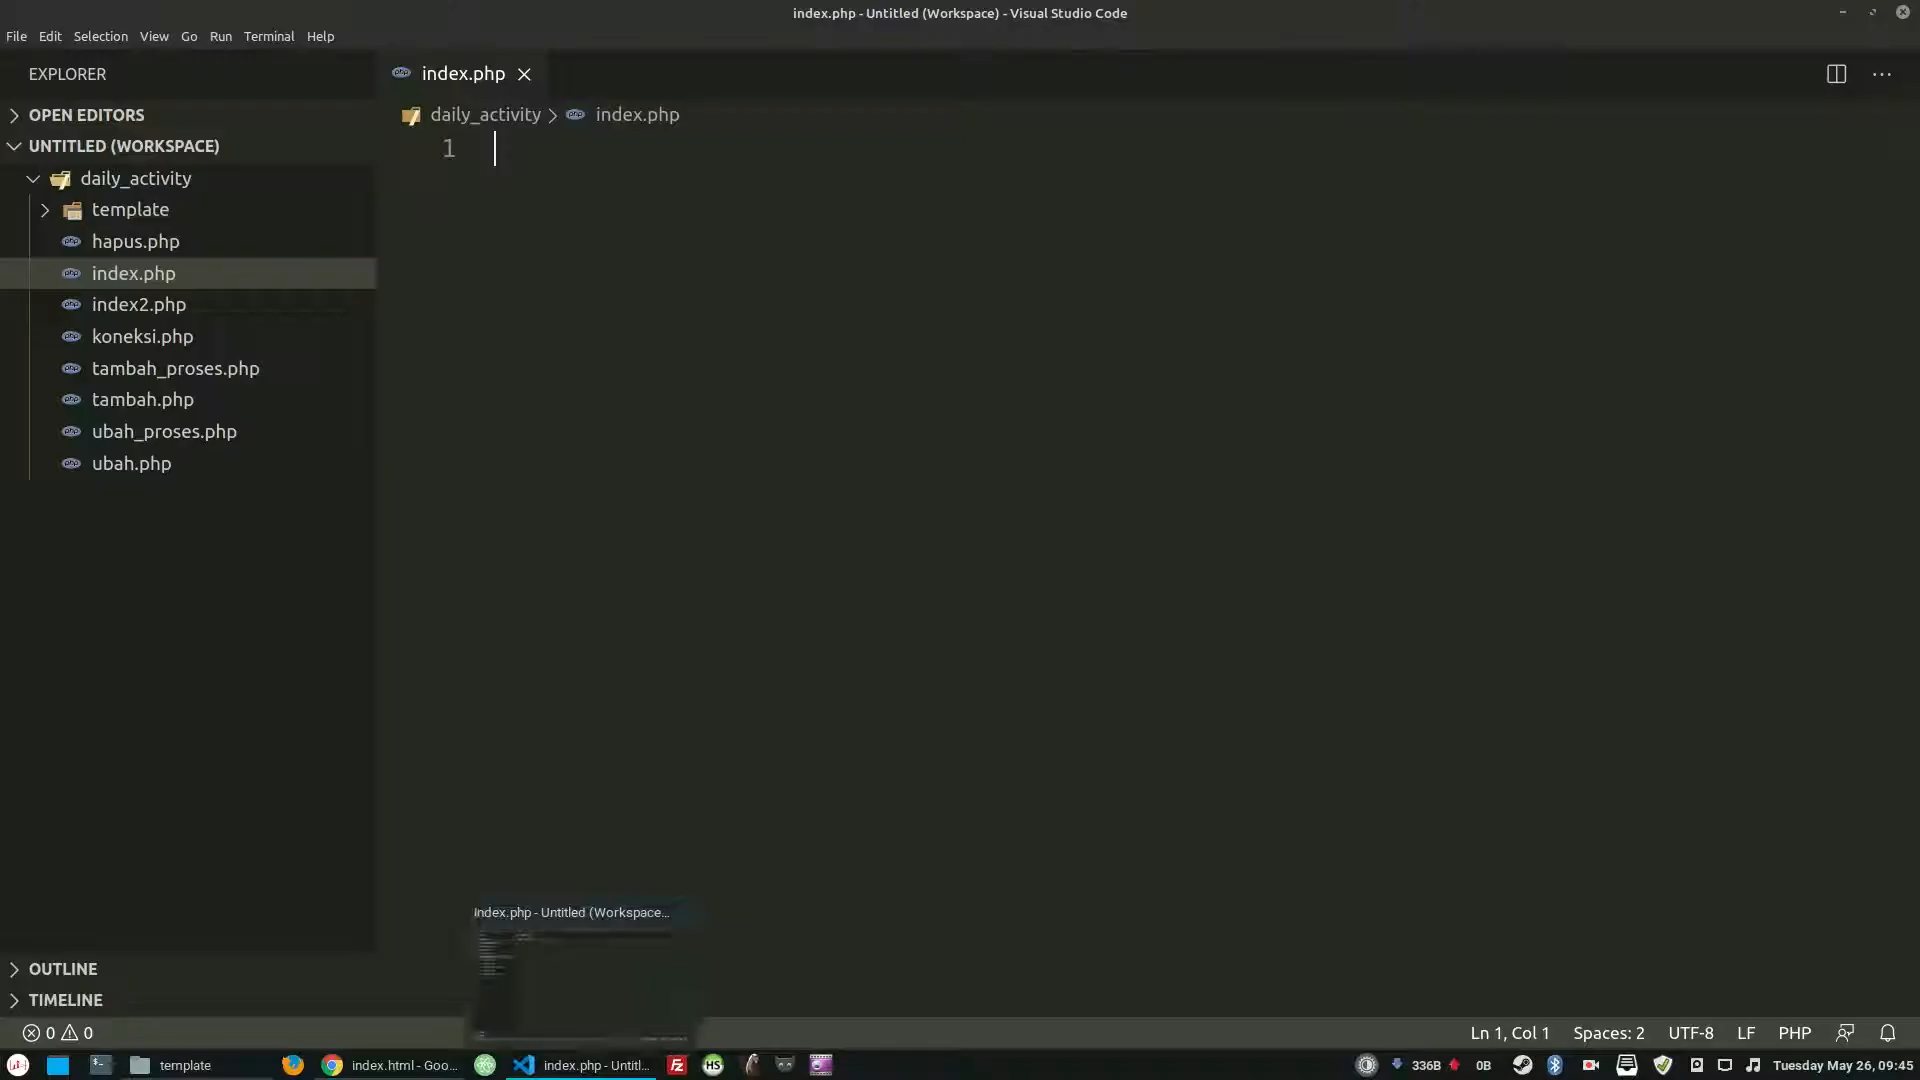 index.php - Untitled (Workspace) - Visual Studio Code
File Edit Selection View Go Run Terminal Help
EXPLORER
index.php
OPEN EDITORS
daily_activity > index.php
UNTITLED (WORKSPACE)
1
daily_activity
template
hapus.php
index.php
index2.php
koneksi.php
tambah_proses.php
tambah.php
ubah_proses.php
ubah.php
index.php - Untitled (Workspace...
OUTLINE
TIMELINE
0 0
Ln 1, Col 1 Spaces: 2 UTF-8 LF PHP
template index.html - Goo... index.php - Untitl... HS 336B 0B Tuesday May 26, 09:45